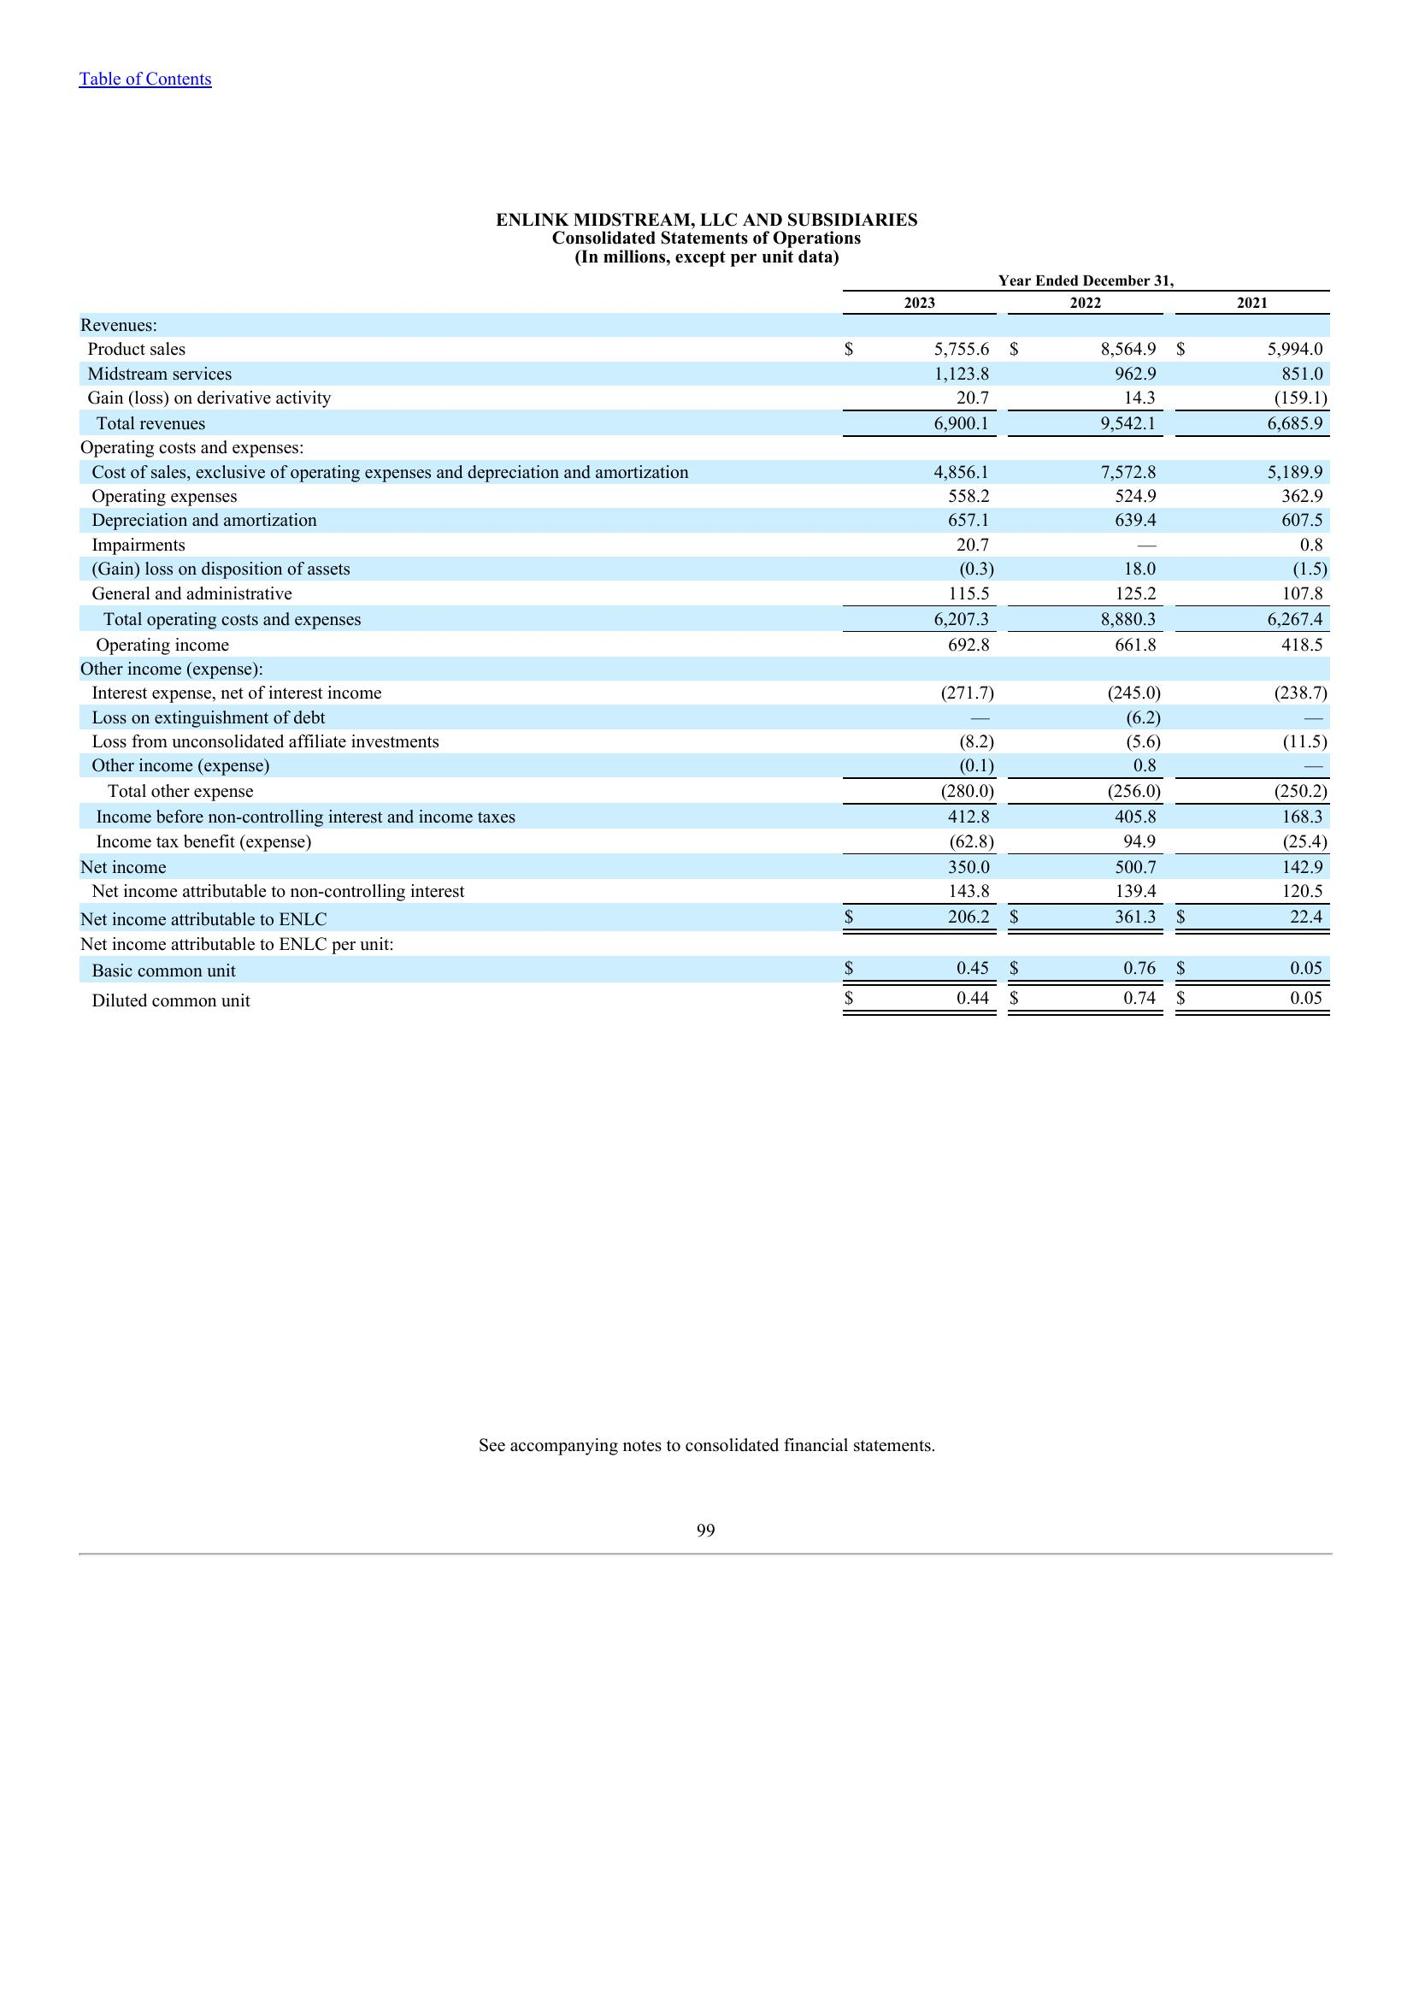 Table of Contents
ENLINK MIDSTREAM, LLC AND SUBSIDIARIES
Consolidated Statements of Operations
(In millions, except per unit data)
Year Ended December 31,
2023 2022 2021
Revenues:
Product sales $ 5,755.6 $ 8,564.9 $ 5,994.0
Midstream services 1,123.8 962.9 851.0
Gain (loss) on derivative activity 20.7 14.3 (159.1)
Total revenues 6,900.1 9,542.1 6,685.9
Operating costs and expenses:
Cost of sales, exclusive of operating expenses and depreciation and amortization 4,856.1 7,572.8 5,189.9
Operating expenses 558.2 524.9 362.9
Depreciation and amortization 657.1 639.4 607.5
Impairments 20.7 — 0.8
(Gain) loss on disposition of assets (0.3) 18.0 (1.5)
General and administrative 115.5 125.2 107.8
Total operating costs and expenses 6,207.3 8,880.3 6,267.4
Operating income 692.8 661.8 418.5
Other income (expense):
Interest expense, net of interest income (271.7) (245.0) (238.7)
Loss on extinguishment of debt — (6.2) —
Loss from unconsolidated affiliate investments (8.2) (5.6) (11.5)
Other income (expense) (0.1) 0.8 —
Total other expense (280.0) (256.0) (250.2)
Income before non-controlling interest and income taxes 412.8 405.8 168.3
Income tax benefit (expense) (62.8) 94.9 (25.4)
Net income 350.0 500.7 142.9
Net income attributable to non-controlling interest 143.8 139.4 120.5
Net income attributable to ENLC $ 206.2 $ 361.3 $ 22.4
Net income attributable to ENLC per unit:
Basic common unit $ 0.45 $ 0.76 $ 0.05
Diluted common unit $ 0.44 $ 0.74 $ 0.05
See accompanying notes to consolidated financial statements.
99